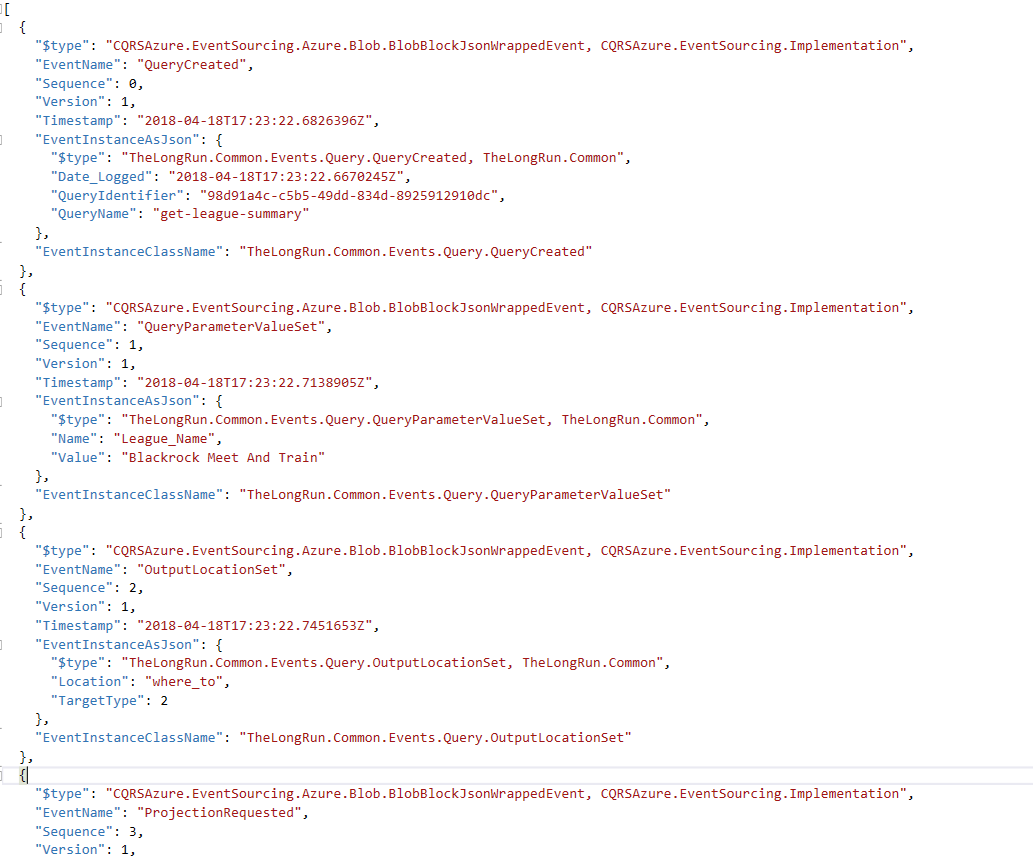 [
{
"$type": "CQRSAzure.EventSourcing.Azure.Blob.BlobBlockJsonWrappedEvent, CQRSAzure.EventSourcing.Implementation",
"EventName": "QueryCreated",
"Sequence": 0,
"Version": 1,
"Timestamp": "2018-04-18T17:23:22.6826396Z",
"EventInstanceAsJson": {
"$type": "TheLongRun.Common.Events.Query.QueryCreated, TheLongRun.Common",
"Date_Logged": "2018-04-18T17:23:22.6670245Z",
"QueryIdentifier": "98d91a4c-c5b5-49dd-834d-8925912910dc",
"QueryName": "get-league-summary"
},
"EventInstanceClassName": "TheLongRun.Common.Events.Query.QueryCreated"
},
{
"$type": "CQRSAzure.EventSourcing.Azure.Blob.BlobBlockJsonWrappedEvent, CQRSAzure.EventSourcing.Implementation",
"EventName": "QueryParameterValueSet",
"Sequence": 1,
"Version": 1,
"Timestamp": "2018-04-18T17:23:22.7138905Z",
"EventInstanceAsJson": {
"$type": "TheLongRun.Common.Events.Query.QueryParameterValueSet, TheLongRun.Common",
"Name": "League_Name",
"Value": "Blackrock Meet And Train"
},
"EventInstanceClassName": "TheLongRun.Common.Events.Query.QueryParameterValueSet"
},
{
"$type": "CQRSAzure.EventSourcing.Azure.Blob.BlobBlockJsonWrappedEvent, CQRSAzure.EventSourcing.Implementation",
"EventName": "OutputLocationSet",
"Sequence": 2,
"Version": 1,
"Timestamp": "2018-04-18T17:23:22.7451653Z",
"EventInstanceAsJson": {
"$type": "TheLongRun.Common.Events.Query.OutputLocationSet, TheLongRun.Common",
"Location": "where_to",
"TargetType": 2
},
"EventInstanceClassName": "TheLongRun.Common.Events.Query.OutputLocationSet"
},
{
"$type": "CQRSAzure.EventSourcing.Azure.Blob.BlobBlockJsonWrappedEvent, CQRSAzure.EventSourcing.Implementation",
"EventName": "ProjectionRequested",
"Sequence": 3,
"Version": 1,